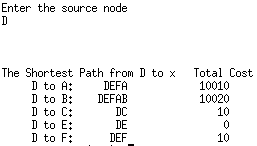 Enter the source node
D
The Shortest Path from D to x Total Cost
D to A: DEFA 10010
D to B: DEFAB 10020
D to C: DC 10
D to E: DE 0
D to F: DEF 10